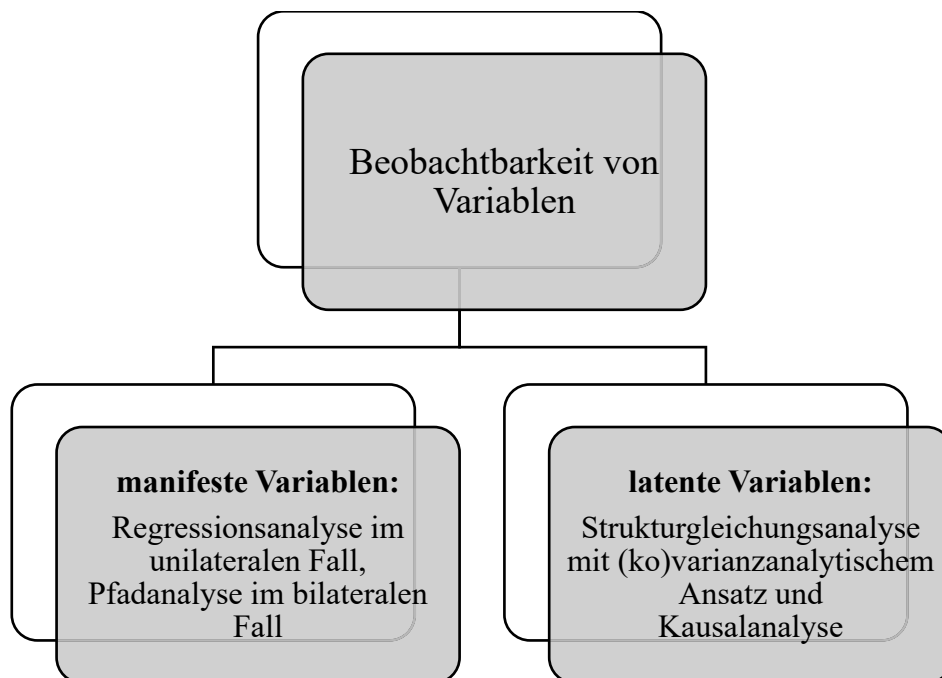 Beobachtbarkeit von
Variablen
manifeste Variablen:
Regressionsanalyse im
unilateralen Fall,
Pfadanalyse im bilateralen
Fall
latente Variablen:
Strukturgleichungsanalyse
mit (ko)varianzanalytischem
Ansatz und
Kausalanalyse